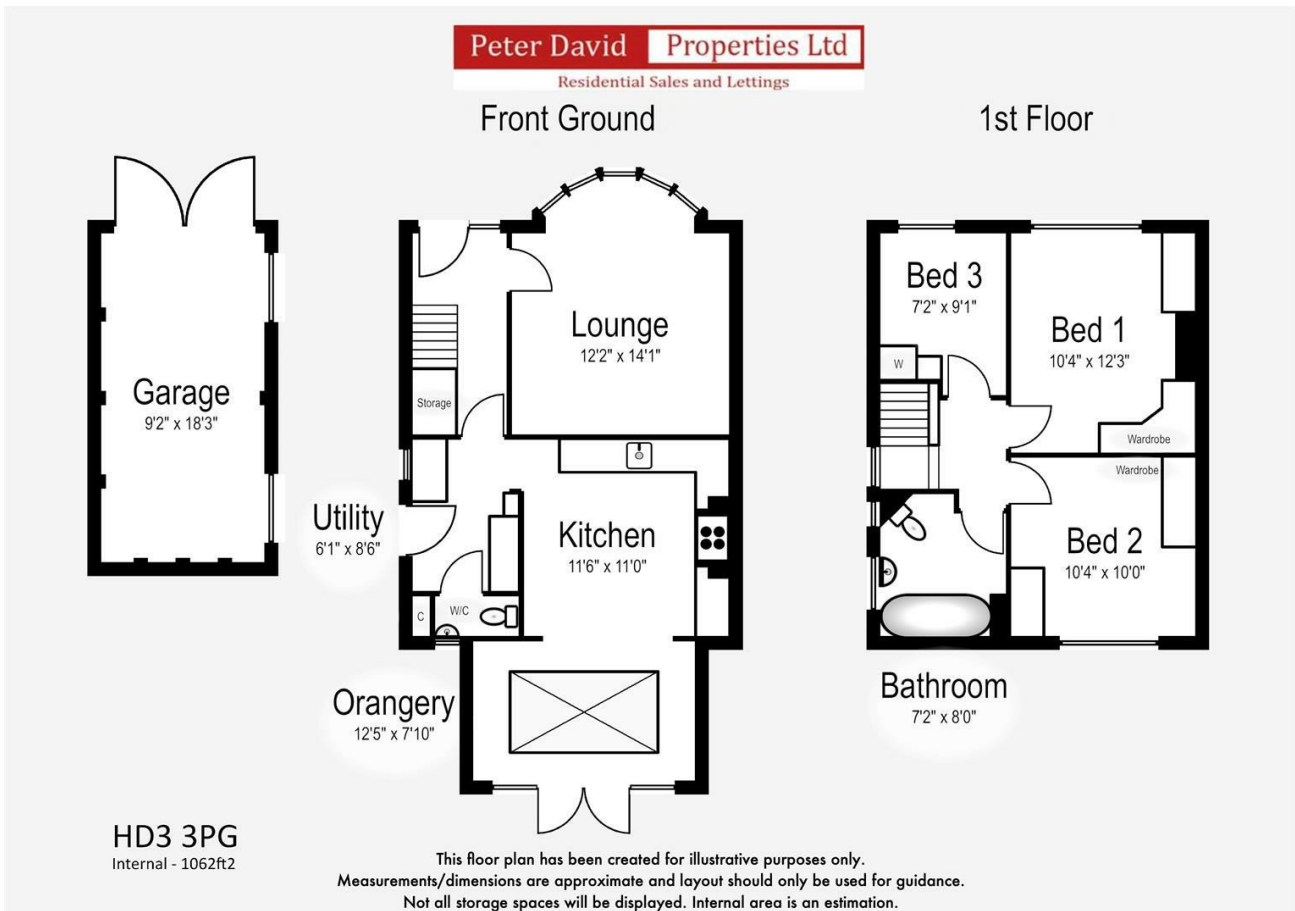 Peter David Properties Ltd
Residential Sales and Lettings
Front Ground
1st Floor
Garage
9'2" x 18'3"
Lounge
12'2" x 14'1"
Storage
Utility
6'1" x 8'6"
Kitchen
11'6" x 11'0"
C
W/C
Orangery
12'5" x 7'10"
Bed 3
7'2" x 9'1"
W
Bed 1
10'4" x 12'3"
Wardrobe
Wardrobe
Bed 2
10'4" x 10'0"
Bathroom
7'2" x 8'0"
HD3 3PG
Internal - 1062ft2
This floor plan has been created for illustrative purposes only.
Measurements/dimensions are approximate and layout should only be used for guidance.
Not all storage spaces will be displayed. Internal area is an estimation.